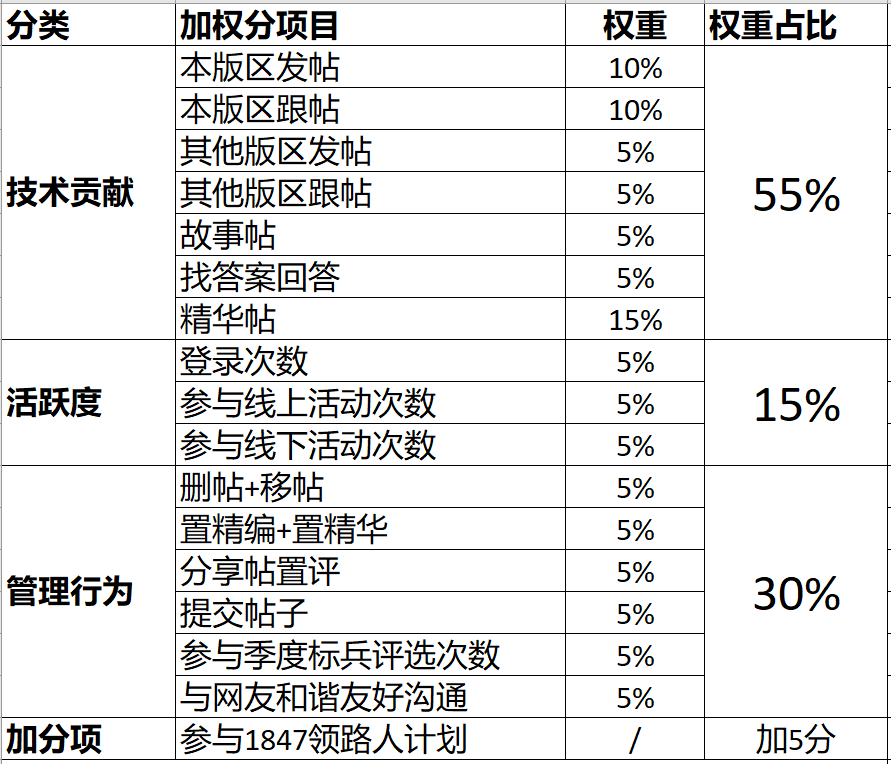 分类 加权分项目 权重 权重占比
本版区发帖 10%
本版区跟帖 10%
其他版区发帖 5%
技术贡献 其他版区跟帖 5% 55%
故事帖 5%
找答案回答 5%
精华帖 15%
登录次数 5%
活跃度 参与线上活动次数 5% 15%
参与线下活动次数 5%
删帖+移帖 5%
置精编+置精华 5%
分享帖置评 5%
管理行为 提交帖子 5% 30%
参与季度标兵评选次数 5%
与网友和谐友好沟通 5%
加分项 参与1847领路人计划 / 加5分